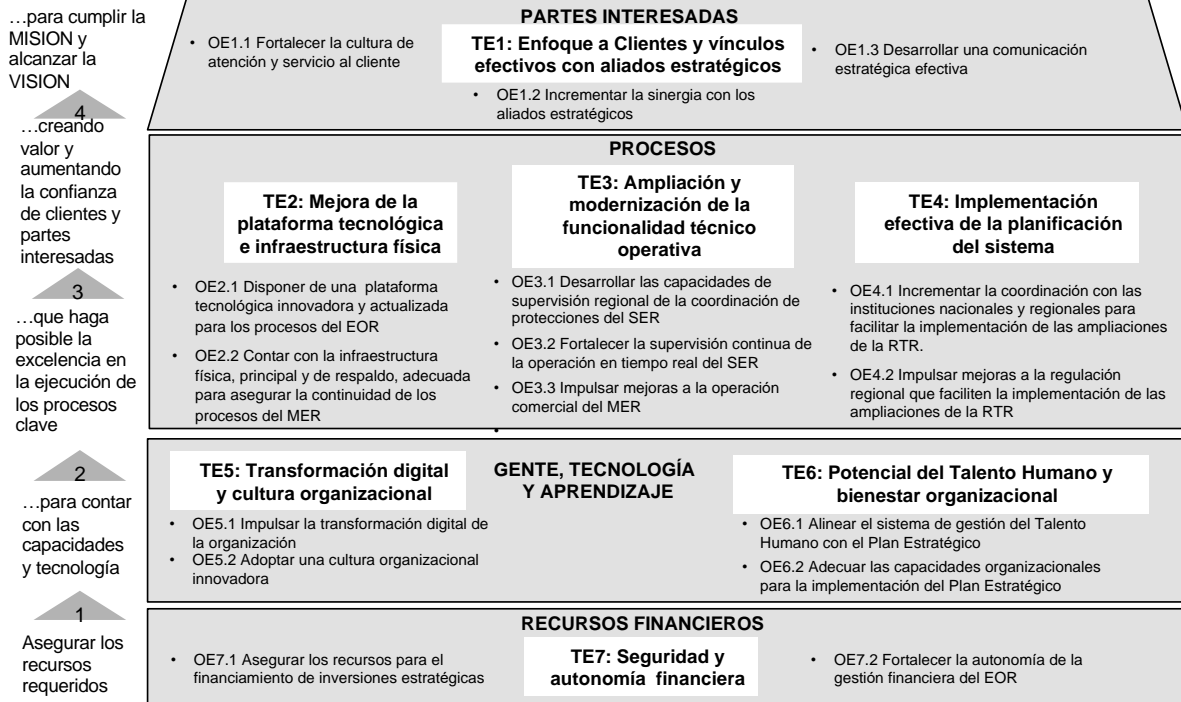 …para cumplir la
MISION y
alcanzar la
VISION
4
…creando
valor y
aumentando
la confianza
de clientes y
partes
interesadas
3
…que haga
posible la
excelencia en
la ejecución de
los procesos
clave
2
…para contar
con las
capacidades
y tecnología
1
Asegurar los
recursos
requeridos
PARTES INTERESADAS
• OE1.1 Fortalecer la cultura de
atención y servicio al cliente
TE1: Enfoque a Clientes y vínculos
efectivos con aliados estratégicos
• OE1.2 Incrementar la sinergia con los
aliados estratégicos
• OE1.3 Desarrollar una comunicación
estratégica efectiva
PROCESOS
TE2: Mejora de la
plataforma tecnológica
e infraestructura física
• OE2.1 Disponer de una plataforma
tecnológica innovadora y actualizada
para los procesos del EOR
• OE2.2 Contar con la infraestructura
física, principal y de respaldo, adecuada
para asegurar la continuidad de los
procesos del MER
TE3: Ampliación y
modernización de la
funcionalidad técnico
operativa
• OE3.1 Desarrollar las capacidades de
supervisión regional de la coordinación de
protecciones del SER
• OE3.2 Fortalecer la supervisión continua de
la operación en tiempo real del SER
• OE3.3 Impulsar mejoras a la operación
comercial del MER
•
TE4: Implementación
efectiva de la planificación
del sistema
• OE4.1 Incrementar la coordinación con las
instituciones nacionales y regionales para
facilitar la implementación de las ampliaciones
de la RTR.
• OE4.2 Impulsar mejoras a la regulación
regional que faciliten la implementación de las
ampliaciones de la RTR
TE5: Transformación digital
y cultura organizacional
• OE5.1 Impulsar la transformación digital de
la organización
• OE5.2 Adoptar una cultura organizacional
innovadora
GENTE, TECNOLOGÍA
Y APRENDIZAJE
TE6: Potencial del Talento Humano y
bienestar organizacional
• OE6.1 Alinear el sistema de gestión del Talento
Humano con el Plan Estratégico
• OE6.2 Adecuar las capacidades organizacionales
para la implementación del Plan Estratégico
RECURSOS FINANCIEROS
• OE7.1 Asegurar los recursos para el
financiamiento de inversiones estratégicas
TE7: Seguridad y
autonomía financiera
• OE7.2 Fortalecer la autonomía de la
gestión financiera del EOR